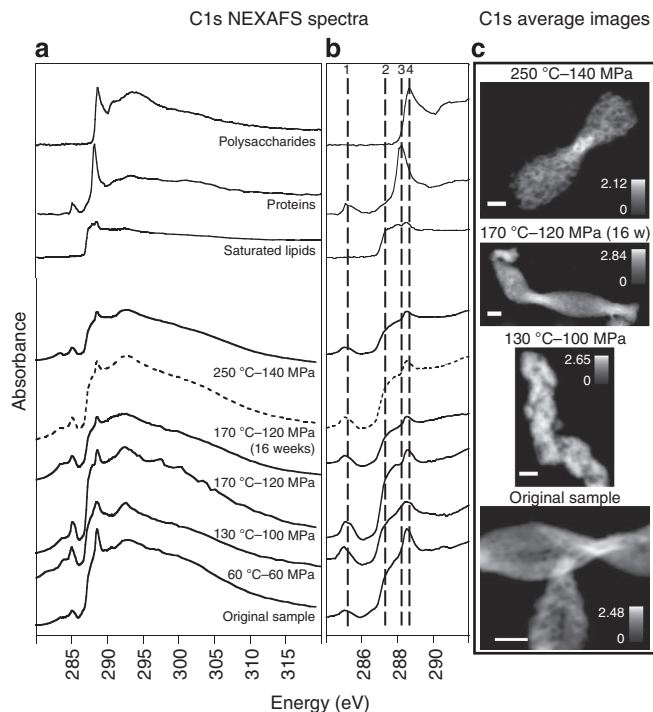 C1s NEXAFS spectra
C1s average images
a
b
c
1
2
3
4
Polysaccharides
Proteins
Saturated lipids
250 °C–140 MPa
170 °C–120 MPa
(16 weeks)
170 °C–120 MPa
130 °C–100 MPa
60 °C–60 MPa
Original sample
Absorbance
285
290
295
300
305
310
315
286
288
290
Energy (eV)
250 °C–140 MPa
2.12
0
170 °C–120 MPa (16 w)
2.84
0
130 °C–100 MPa
2.65
0
Original sample
2.48
0